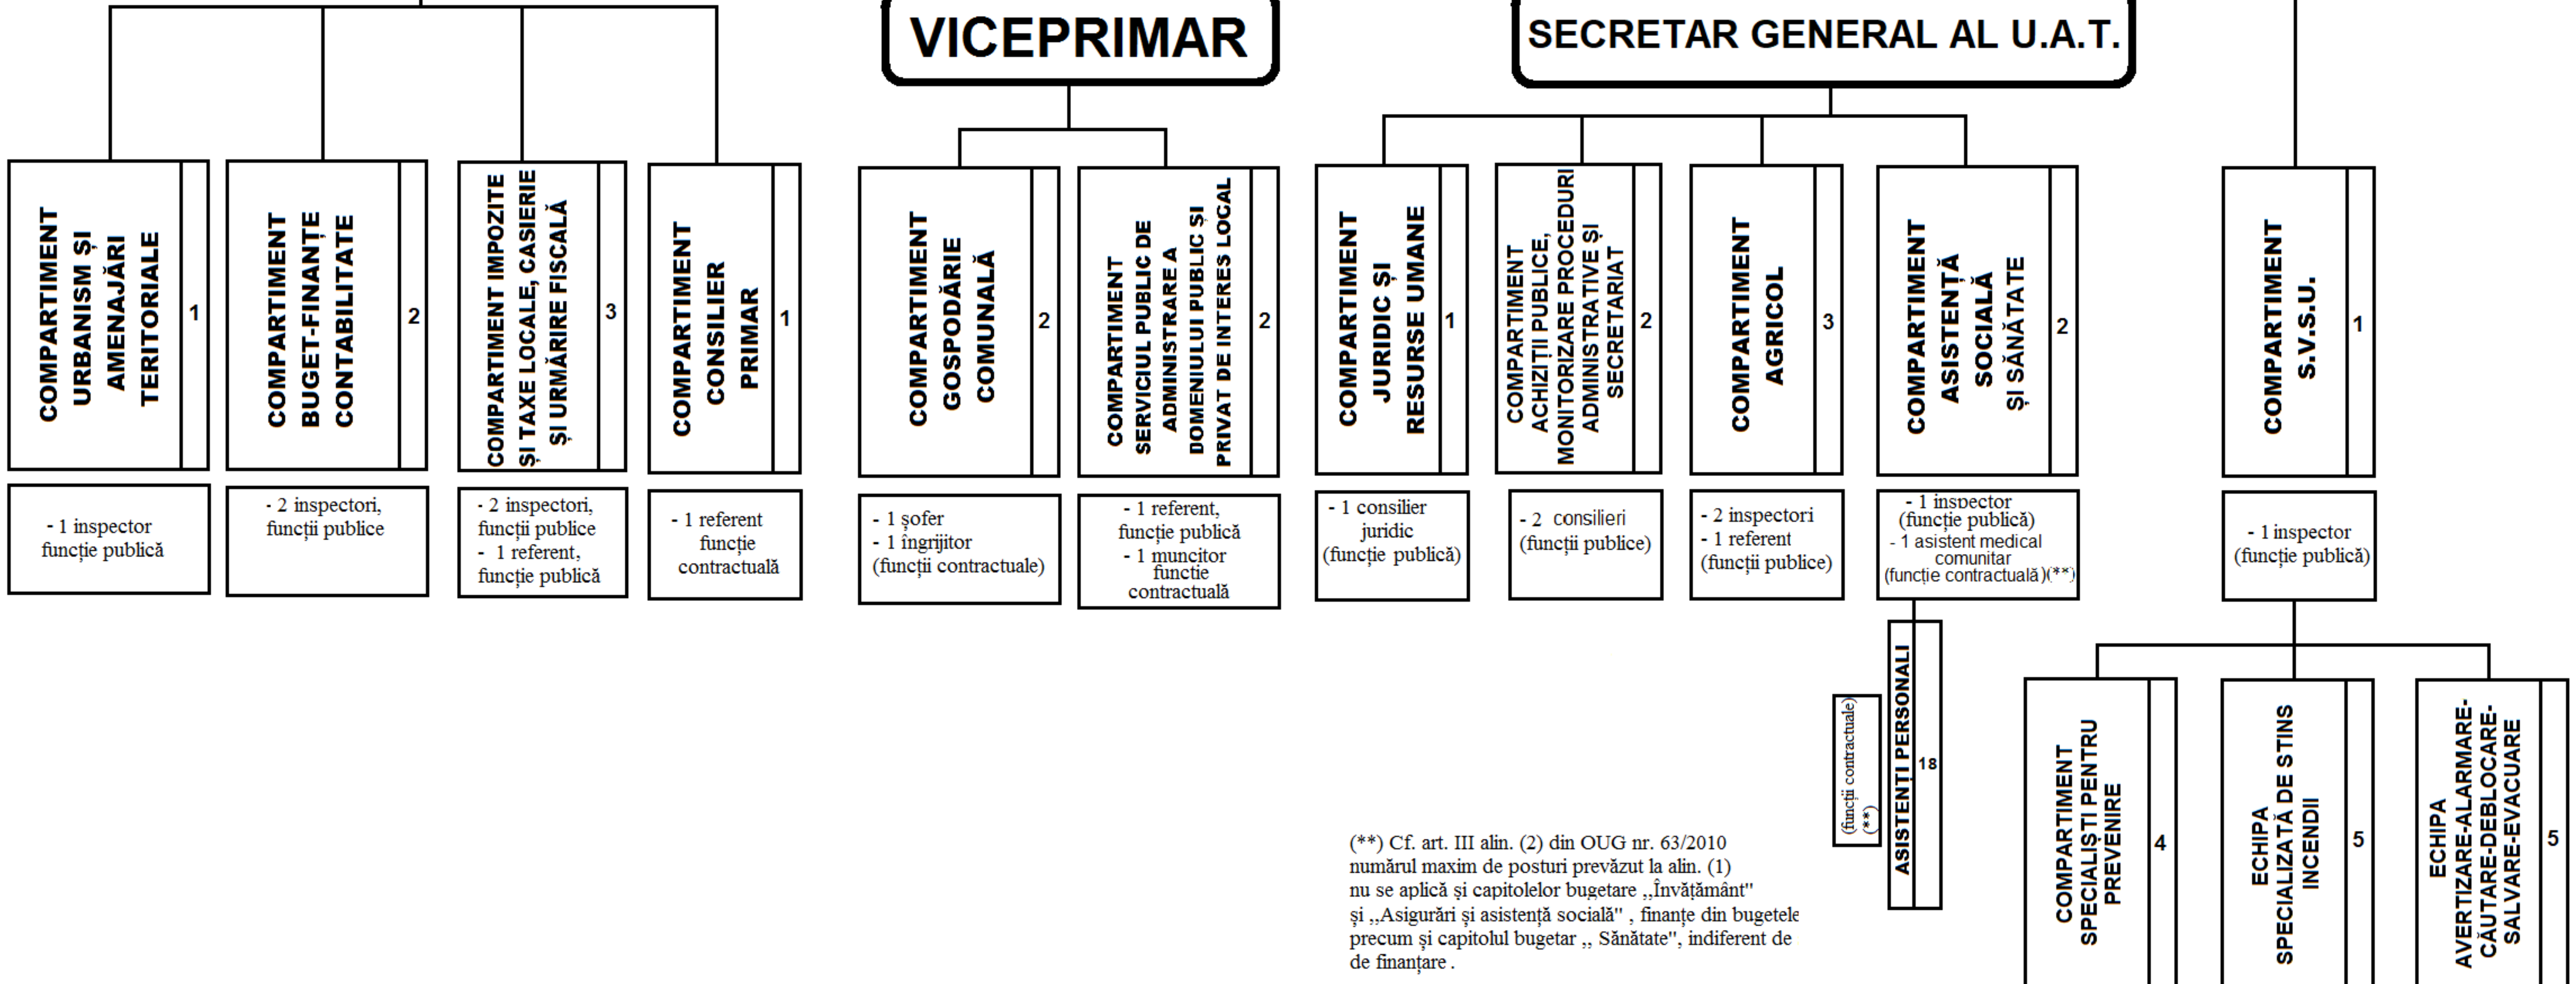 VICEPRIMAR
SECRETAR GENERAL AL U.A.T.
COMPARTIMENT
URBANISM ȘI
AMENAJĂRI
TERITORIALE
1
COMPARTIMENT
BUGET-FINANȚE
CONTABILITATE
2
COMPARTIMENT IMPOZITE
ȘI TAXE LOCALE, CASIERIE
ȘI URMĂRIRE FISCALĂ
3
COMPARTIMENT
CONSILIER
PRIMAR
1
COMPARTIMENT
GOSPODĂRIE
COMUNALĂ
2
COMPARTIMENT
SERVICIUL PUBLIC DE
ADMINISTRARE A
DOMENIULUI PUBLIC ȘI
PRIVAT DE INTERES LOCAL
2
COMPARTIMENT
JURIDIC ȘI
RESURSE UMANE
1
COMPARTIMENT
ACHIZIȚII PUBLICE,
MONITORIZARE PROCEDURI
ADMINISTRATIVE ȘI
SECRETARIAT
2
COMPARTIMENT
AGRICOL
3
COMPARTIMENT
ASISTENȚĂ
SOCIALĂ
ȘI SĂNĂTATE
2
COMPARTIMENT
S.V.S.U.
1
- 1 inspector
funcție publică
- 2 inspectori,
funcții publice
- 2 inspectori,
funcții publice
- 1 referent,
funcție publică
- 1 referent
funcție
contractuală
- 1 șofer
- 1 îngrijitor
(funcții contractuale)
- 1 referent,
funcție publică
- 1 muncitor
functie
contractuală
- 1 consilier
juridic
(funcție publică)
- 2 consilieri
(funcții publice)
- 2 inspectori
- 1 referent
(funcții publice)
- 1 inspector
(funcție publică)
- 1 asistent medical
comunitar
(funcție contractuală)(**)
- 1 inspector
(funcție publică)
(funcții contractuale)
(**)
ASISTENȚI PERSONALI
18
COMPARTIMENT
SPECIALIȘTI PENTRU
PREVENIRE
4
ECHIPA
SPECIALIZATĂ DE STINS
INCENDII
5
ECHIPA
AVERTIZARE-ALARMARE-
CĂUTARE-DEBLOCARE-
SALVARE-EVACUARE
5
(**) Cf. art. III alin. (2) din OUG nr. 63/2010
numărul maxim de posturi prevăzut la alin. (1)
nu se aplică și capitolelor bugetare ,,Învățământ"
și ,,Asigurări și asistență socială" , finanțe din bugetele
precum și capitolul bugetar ,, Sănătate", indiferent de
de finanțare .